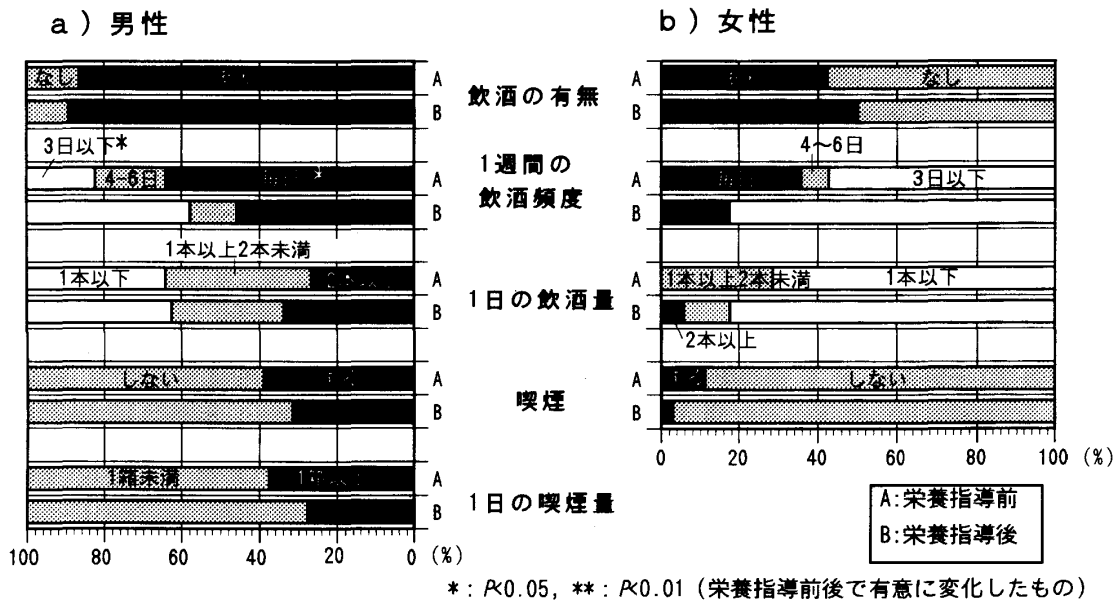 a) 男性
b) 女性
なし
A
B
飲酒の有無
なし
A
B
3日以下*
4-6日
A
B
1週間の
飲酒頻度
4～6日
3日以下
A
B
1本以上2本未満
1本以下
A
B
1日の飲酒量
1本以上2本未満
1本以下
2本以上
A
B
しない
A
B
喫煙
しない
A
B
1箱未満
A
B
1日の喫煙量
100 80 60 40 20 0 (%)
0 20 40 60 80 100 (%)
A:栄養指導前
B:栄養指導後
*: P<0.05, **: P<0.01 (栄養指導前後で有意に変化したもの)